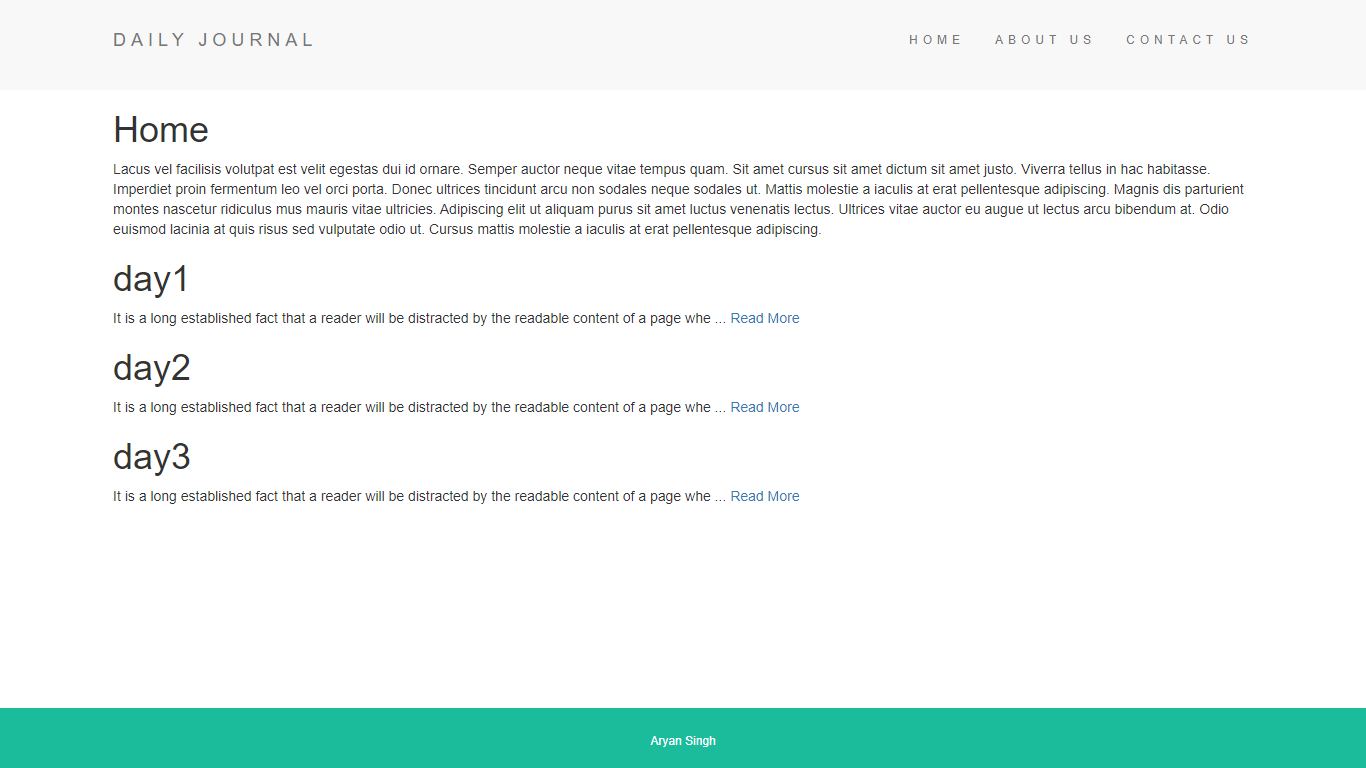 DAILY JOURNAL
HOME ABOUT US CONTACT US
Home
Lacus vel facilisis volutpat est velit egestas dui id ornare. Semper auctor neque vitae tempus quam. Sit amet cursus sit amet dictum sit amet justo. Viverra tellus in hac habitasse.
Imperdiet proin fermentum leo vel orci porta. Donec ultrices tincidunt arcu non sodales neque sodales ut. Mattis molestie a iaculis at erat pellentesque adipiscing. Magnis dis parturient
montes nascetur ridiculus mus mauris vitae ultricies. Adipiscing elit ut aliquam purus sit amet luctus venenatis lectus. Ultrices vitae auctor eu augue ut lectus arcu bibendum at. Odio
euismod lacinia at quis risus sed vulputate odio ut. Cursus mattis molestie a iaculis at erat pellentesque adipiscing.
day1
It is a long established fact that a reader will be distracted by the readable content of a page whe ... Read More
day2
It is a long established fact that a reader will be distracted by the readable content of a page whe ... Read More
day3
It is a long established fact that a reader will be distracted by the readable content of a page whe ... Read More
Aryan Singh